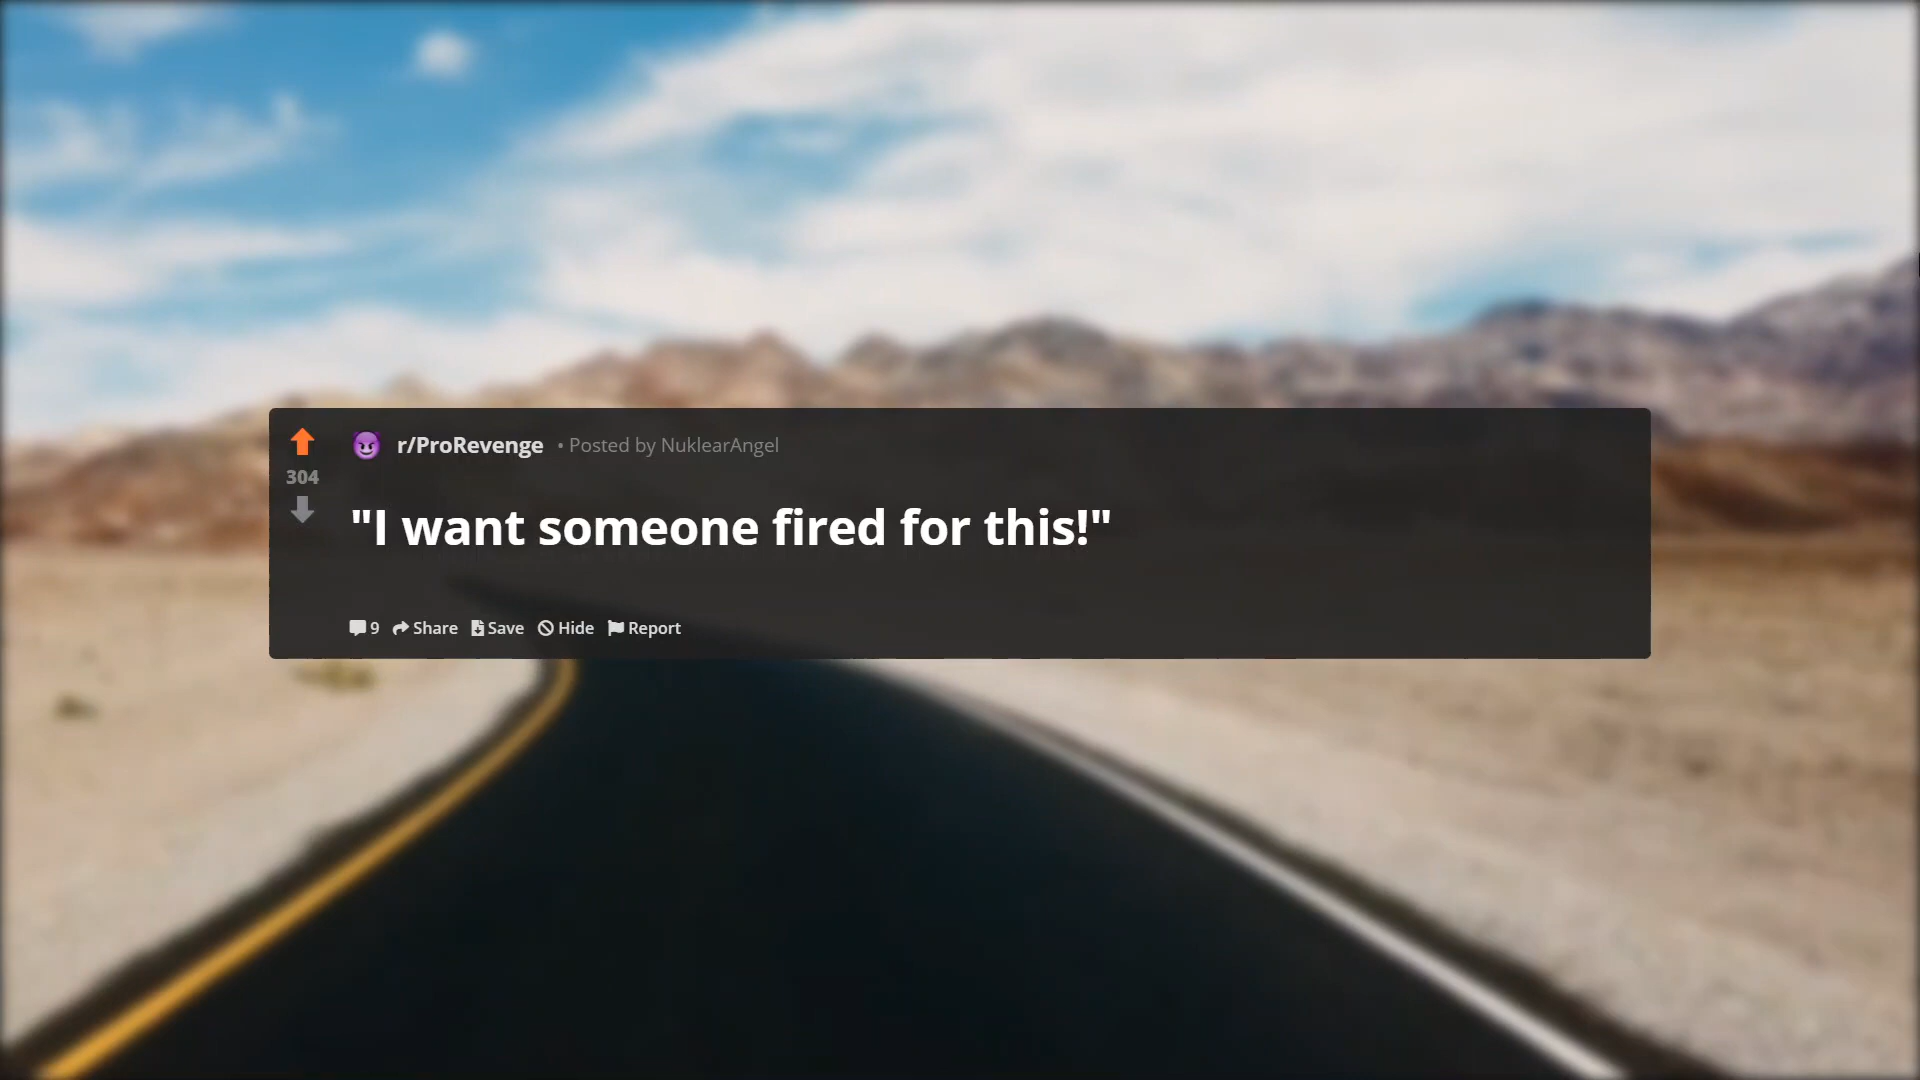 r/ProRevenge • Posted by NuklearAngel
304
"I want someone fired for this!"
9 Share Save Hide Report